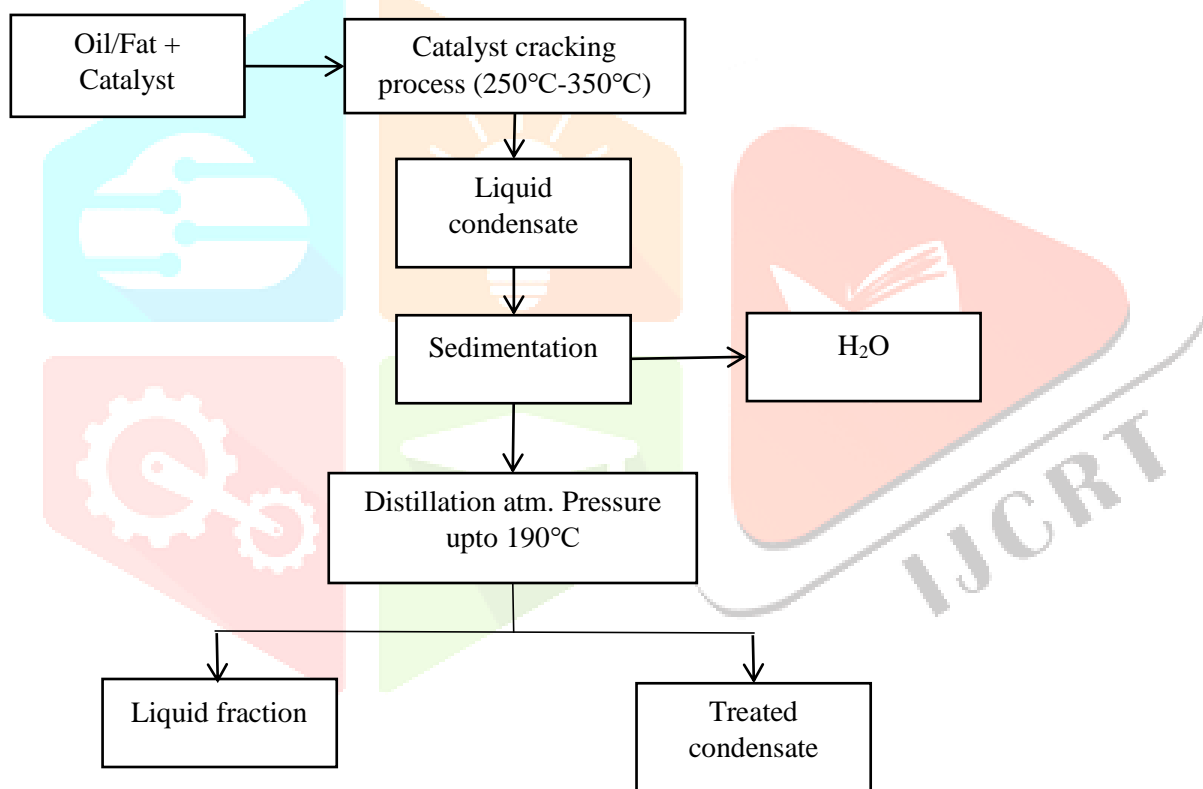 Oil/Fat +
Catalyst
Catalyst cracking
process (250℃-350℃)
Liquid
condensate
Sedimentation
H₂O
Distillation atm. Pressure
upto 190℃
Liquid fraction
Treated
condensate
IJCRT